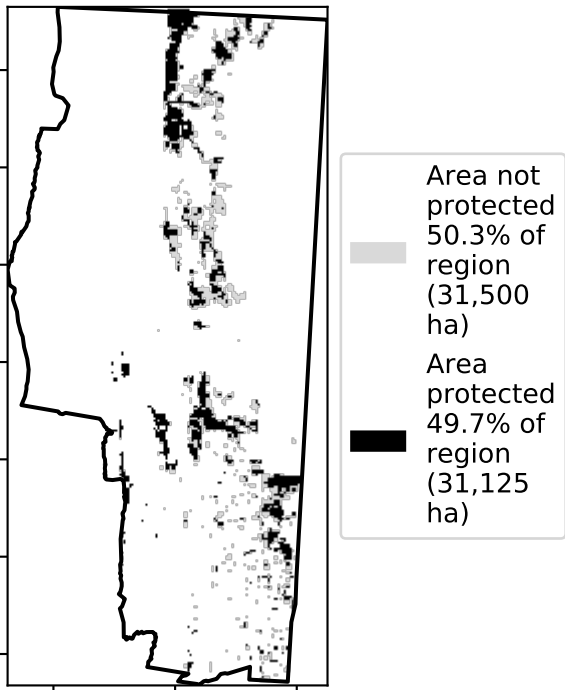 Area not
protected
50.3% of
region
(31,500
ha)
Area
protected
49.7% of
region
(31,125
ha)